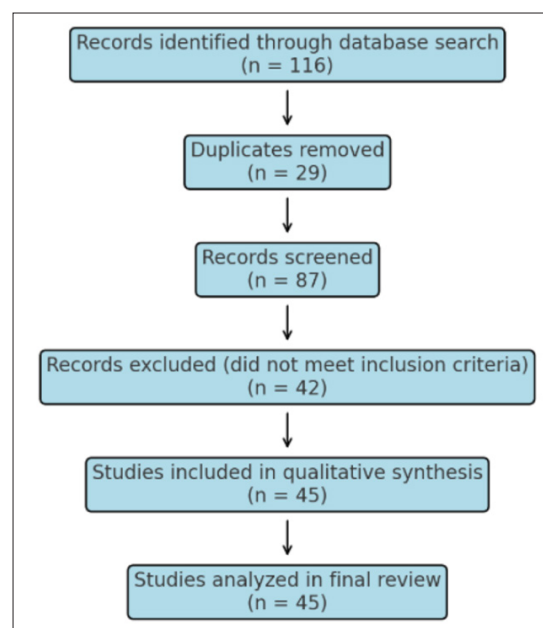 Records identified through database search
(n = 116)
Duplicates removed
(n = 29)
Records screened
(n = 87)
Records excluded (did not meet inclusion criteria)
(n = 42)
Studies included in qualitative synthesis
(n = 45)
Studies analyzed in final review
(n = 45)